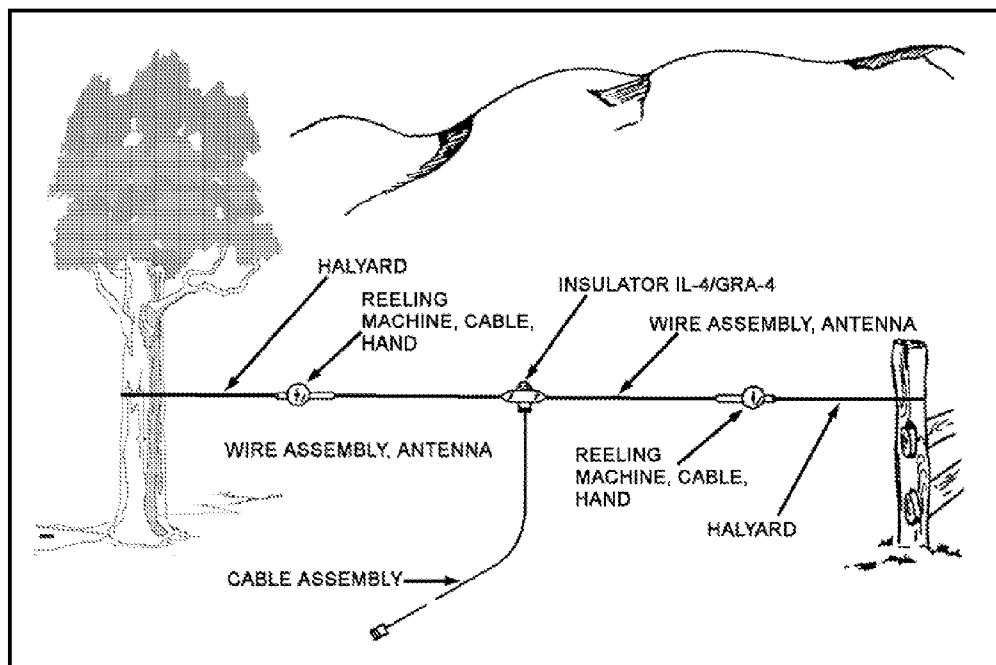 HALYARD
REELING
MACHINE, CABLE,
HAND
INSULATOR IL-4/GRA-4
WIRE ASSEMBLY, ANTENNA
WIRE ASSEMBLY, ANTENNA
REELING
MACHINE, CABLE,
HAND
HALYARD
CABLE ASSEMBLY